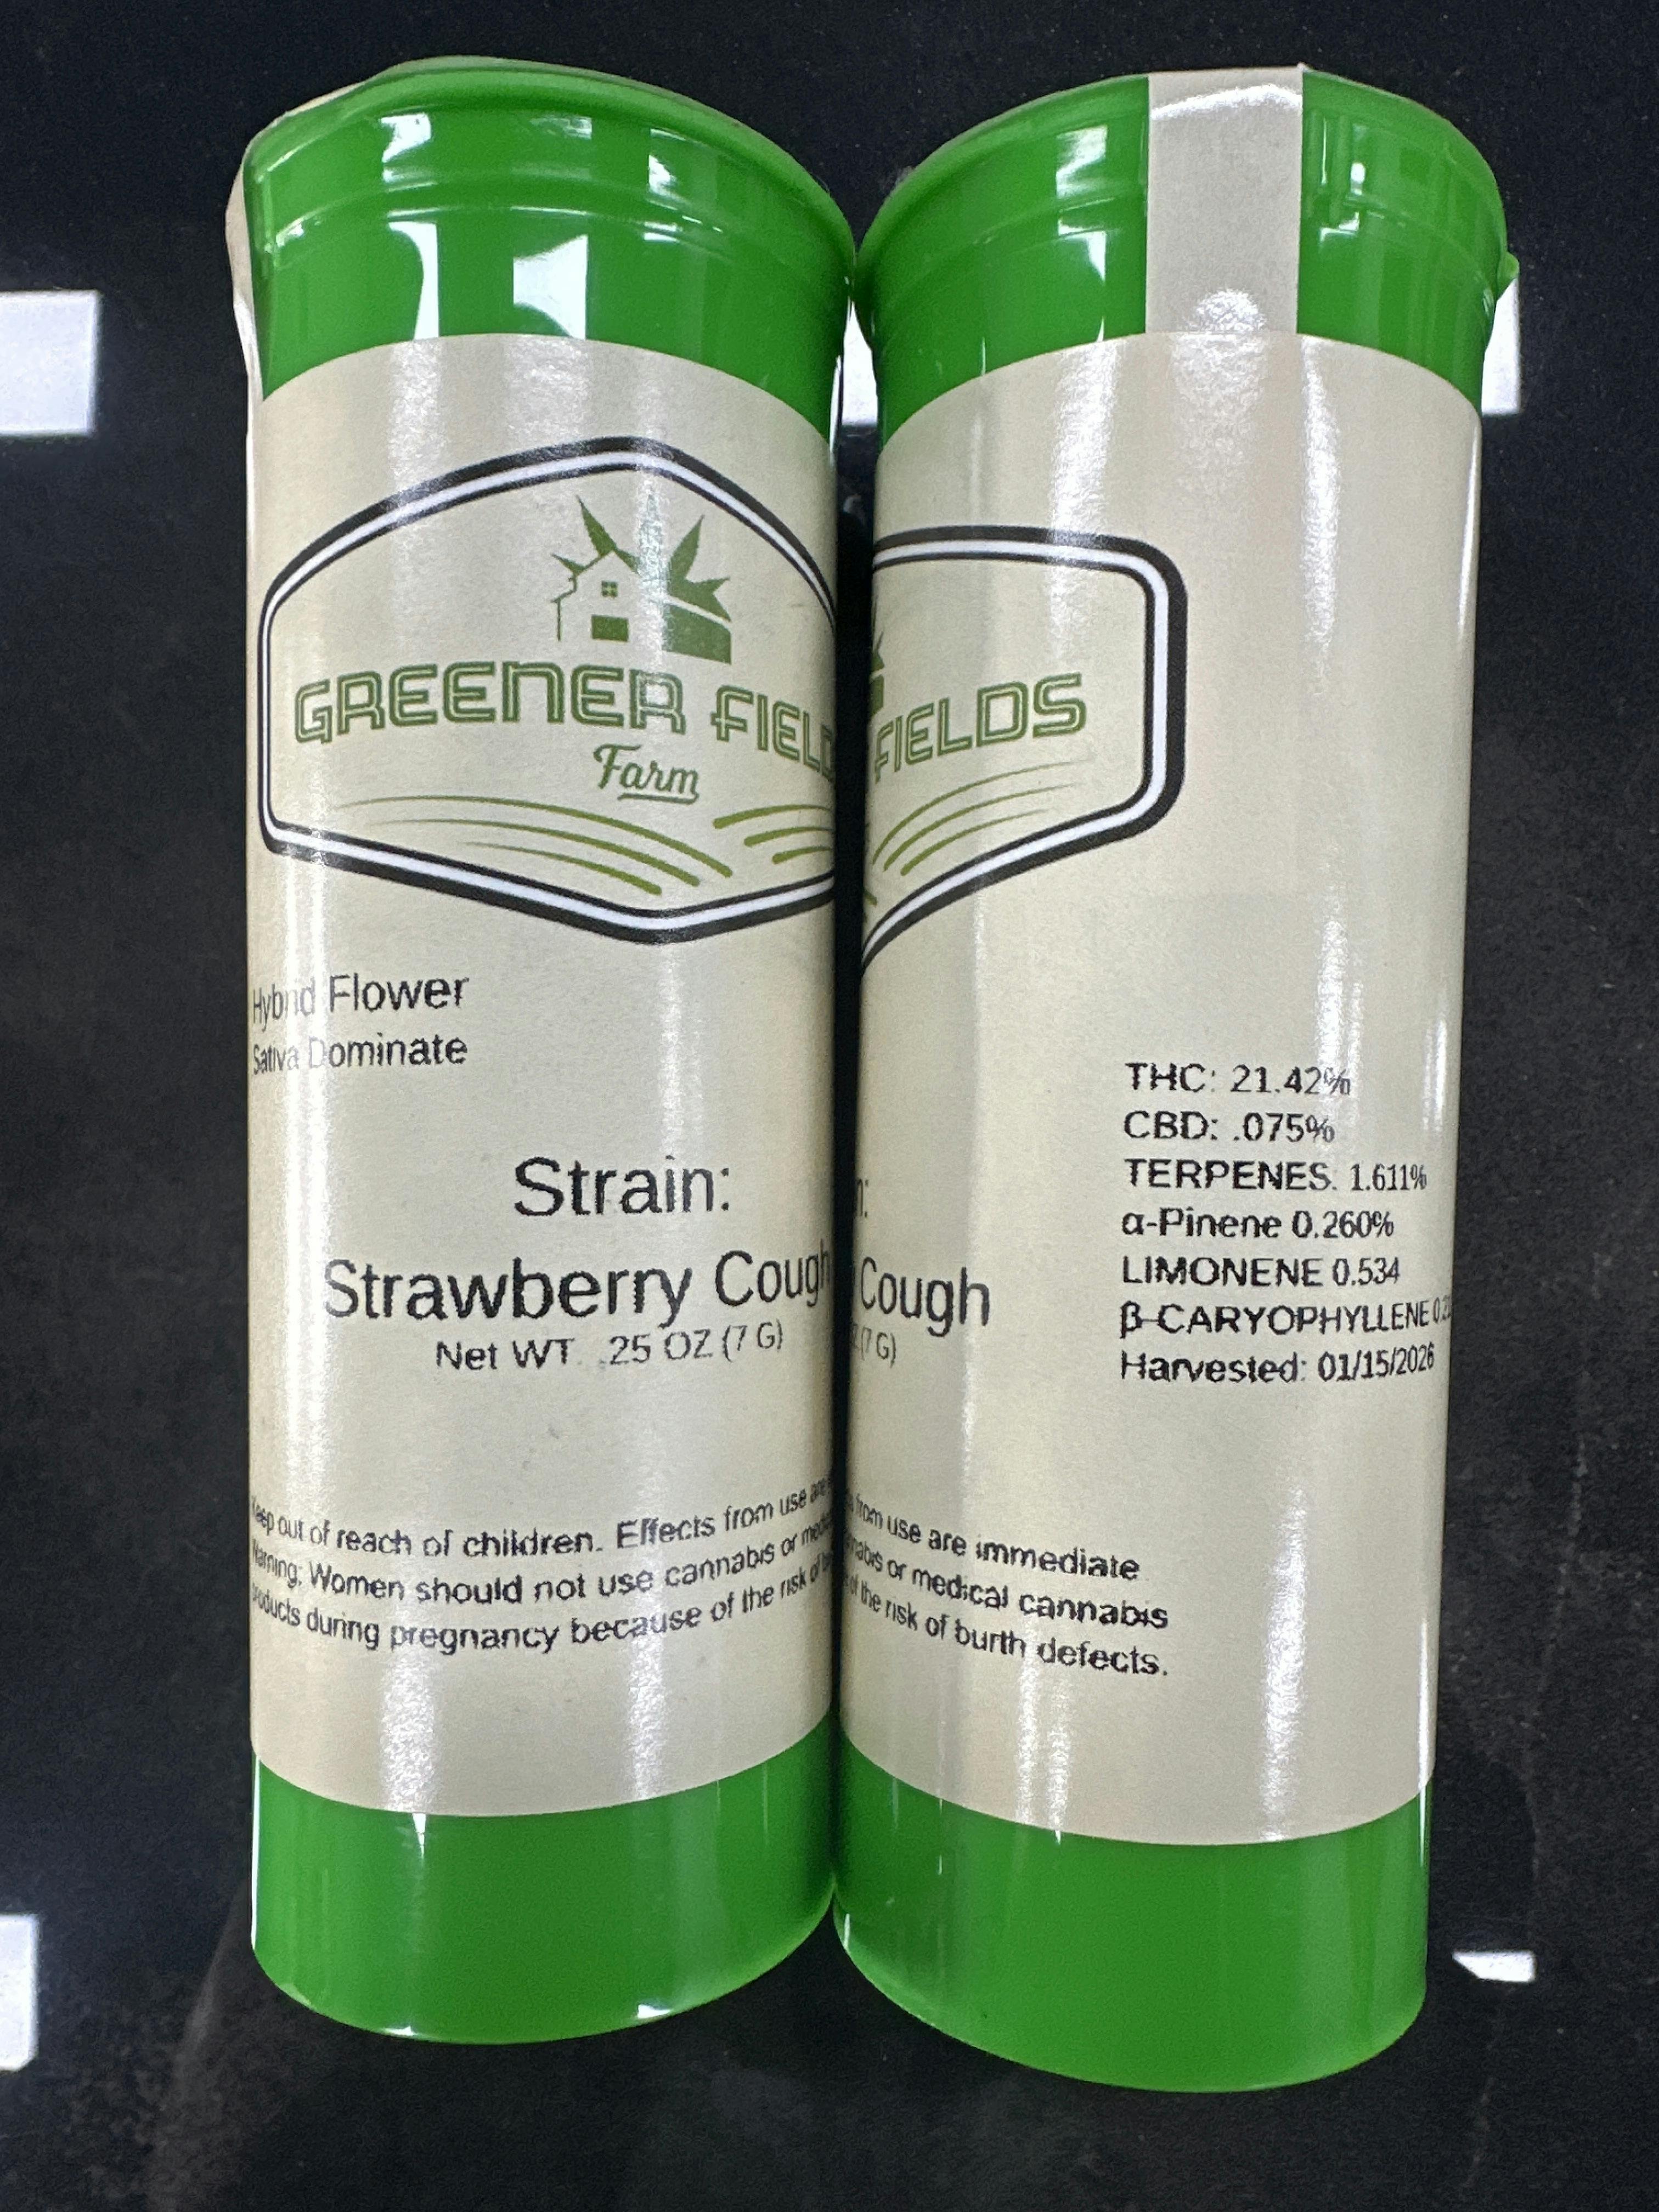 GREENER FIELD
Farm
Hybrid Flower
Sativa Dominate
Strain:
Strawberry Cough
Net WT. .25 OZ (7 G)
Keep out of reach of children. Effects from use are
Warning: Women should not use cannabis or
products during pregnancy because of the risk of
FIELDS
Cough
(7 G)
THC: 21.42%
CBD: .075%
TERPENES: 1.611%
α-Pinene 0.260%
LIMONENE 0.534
β-CARYOPHYLLENE
Harvested: 01/15/2026
from use are immediate
or medical cannabis
of the risk of burth defects.